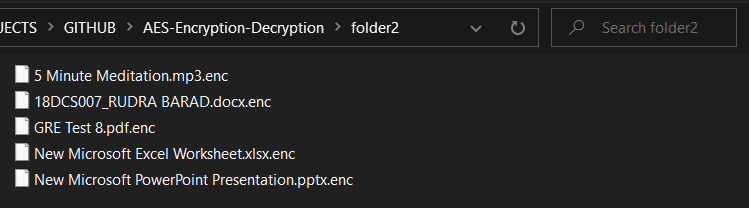 JECTS > GITHUB > AES-Encryption-Decryption > folder2 Search folder2
5 Minute Meditation.mp3.enc
18DCS007_RUDRA BARAD.docx.enc
GRE Test 8.pdf.enc
New Microsoft Excel Worksheet.xlsx.enc
New Microsoft PowerPoint Presentation.pptx.enc